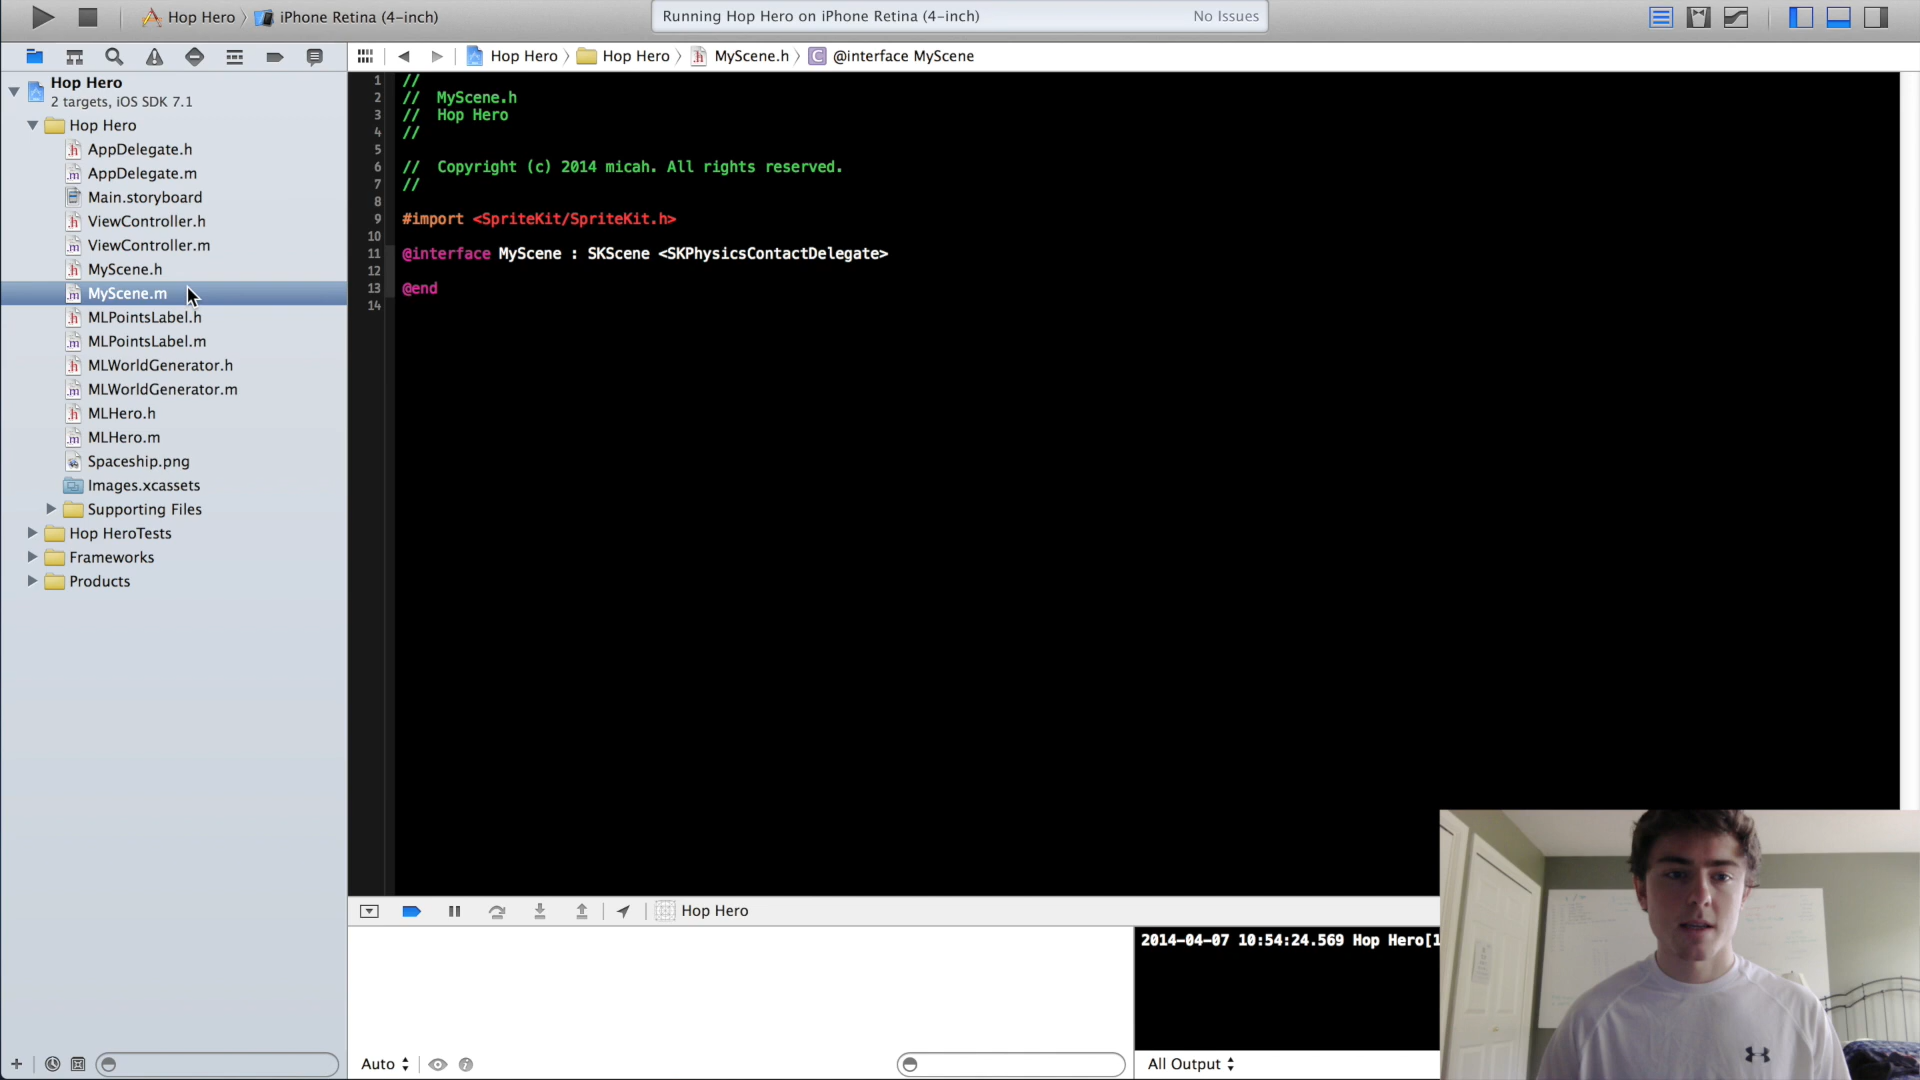 Hop Hero
iPhone Retina (4-inch)
Running Hop Hero on iPhone Retina (4-inch)
No Issues
Hop Hero
Hop Hero
MyScene.h
@interface MyScene
Hop Hero
2 targets, iOS SDK 7.1
Hop Hero
AppDelegate.h
AppDelegate.m
Main.storyboard
ViewController.h
ViewController.m
MyScene.h
MyScene.m
MLPointsLabel.h
MLPointsLabel.m
MLWorldGenerator.h
MLWorldGenerator.m
MLHero.h
MLHero.m
Spaceship.png
Images.xcassets
Supporting Files
Hop HeroTests
Frameworks
Products
1 //
2 //  MyScene.h
3 //  Hop Hero
4 //
5
6 //  Copyright (c) 2014 micah. All rights reserved.
7 //
8
9 #import <SpriteKit/SpriteKit.h>
10
11 @interface MyScene : SKScene <SKPhysicsContactDelegate>
12
13 @end
14
Hop Hero
2014-04-07 10:54:24.569 Hop Hero[1
Auto
All Output